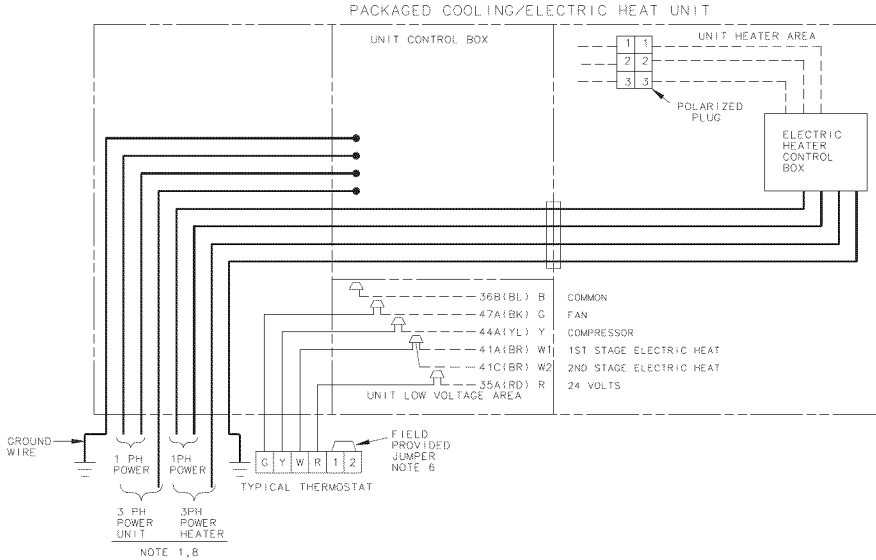 PACKAGED COOLING/ELECTRIC HEAT UNIT
UNIT CONTROL BOX
UNIT HEATER AREA
1 1
2 2
3 3
POLARIZED
PLUG
ELECTRIC
HEATER
CONTROL
BOX
36B(BL) B COMMON
47A(BK) G FAN
44A(YL) Y COMPRESSOR
41A(BR) W1 1ST STAGE ELECTRIC HEAT
41C(BR) W2 2ND STAGE ELECTRIC HEAT
35A(RD) R 24 VOLTS
UNIT LOW VOLTAGE AREA
GROUND
WIRE
1 PH
POWER
1PH
POWER
G Y W R 1 2
FIELD
PROVIDED
JUMPER
NOTE 6
TYPICAL THERMOSTAT
3 PH
POWER
UNIT
3PH
POWER
HEATER
NOTE 1,8